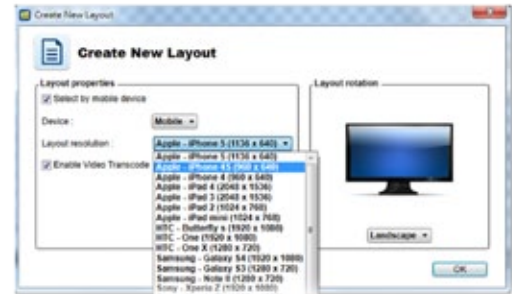 Create New Layout
Create New Layout
Layout properties
Layout rotation
Select by mobile device
Device :
Mobile
Layout resolution :
Apple - iPhone 5 (1136 x 640)
Enable Video Transcode
Apple - iPhone 5 (1136 x 640)
Apple - iPhone 4S (960 x 640)
Apple - iPhone 4 (960 x 640)
Apple - iPad 4 (2048 x 1536)
Apple - iPad 3 (2048 x 1536)
Apple - iPad 2 (1024 x 768)
Apple - iPad mini (1024 x 768)
HTC - Butterfly s (1920 x 1080)
HTC - One (1920 x 1080)
HTC - One X (1280 x 720)
Samsung - Galaxy S4 (1920 x 1080)
Samsung - Galaxy S3 (1280 x 720)
Samsung - Note II (1280 x 720)
Sony - Xperia Z (1920 x 1080)
Landscape
OK